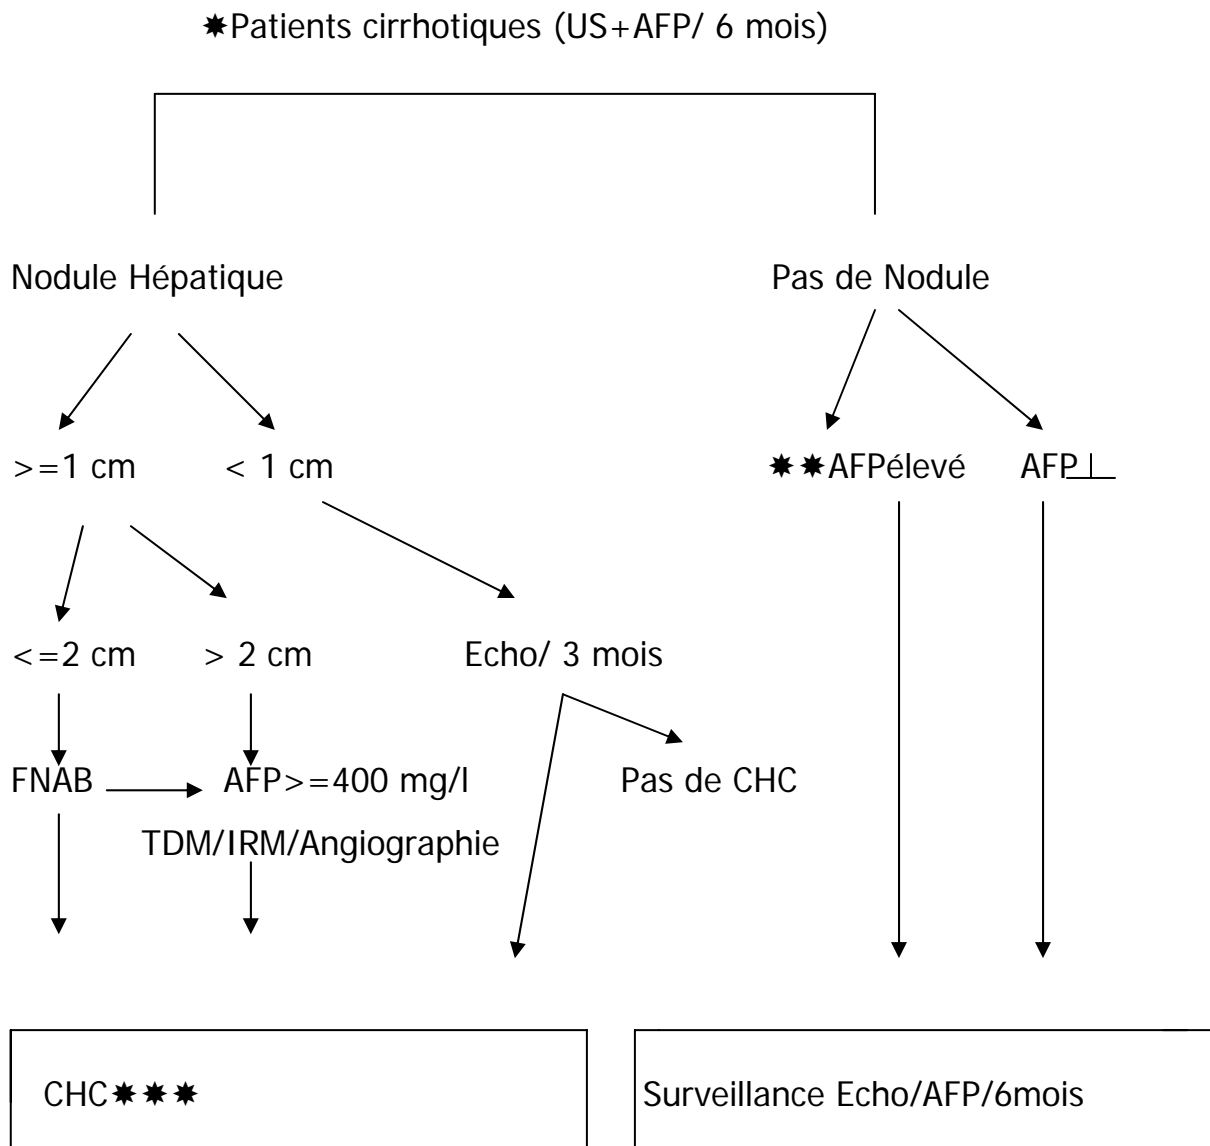 ✸Patients cirrhotiques (US+AFP/ 6 mois)
Nodule Hépatique Pas de Nodule
>=1 cm < 1 cm ✸✸AFPélevé AFP⊥
<=2 cm > 2 cm Echo/ 3 mois
FNAB AFP>=400 mg/l Pas de CHC
TDM/IRM/Angiographie
CHC✸✸✸ Surveillance Echo/AFP/6mois